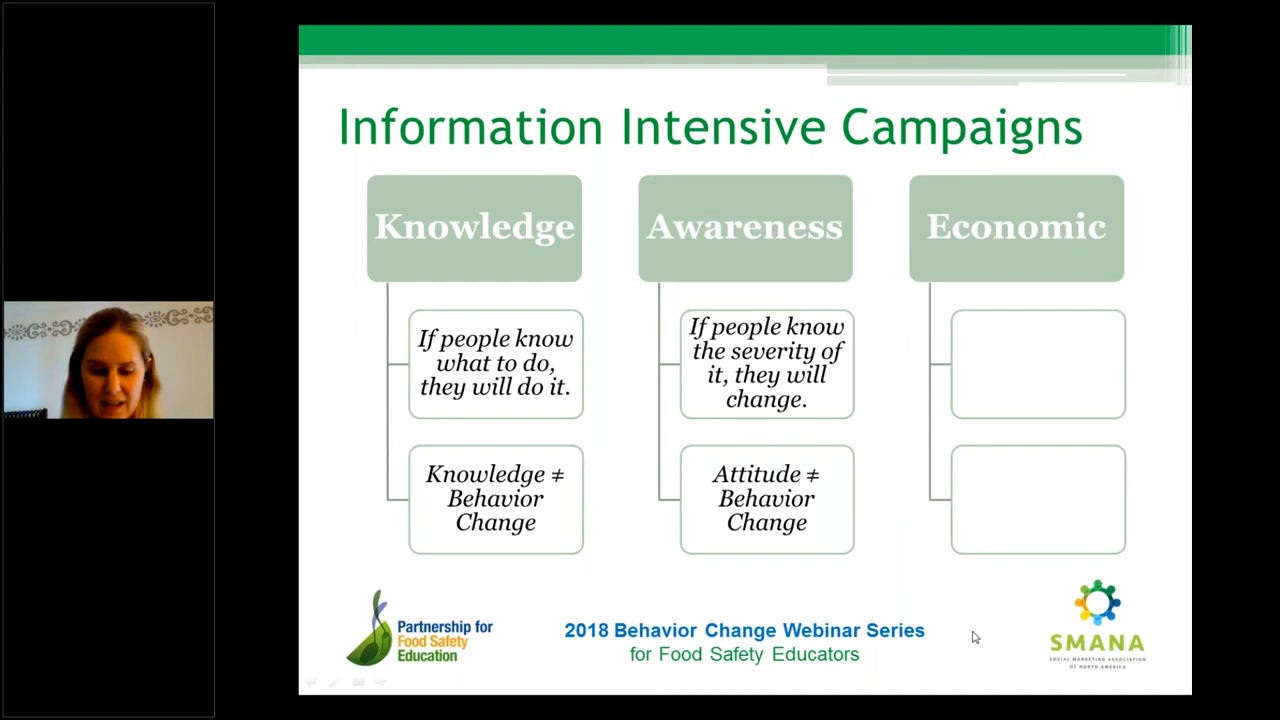 Information Intensive Campaigns
Knowledge
If people know
what to do,
they will do it.
Knowledge ≠
Behavior
Change
Awareness
If people know
the severity of
it, they will
change.
Attitude ≠
Behavior
Change
Economic
Partnership for
Food Safety
Education
2018 Behavior Change Webinar Series
for Food Safety Educators
SMANA
SOCIAL MARKETING ASSOCIATION
OF NORTH AMERICA